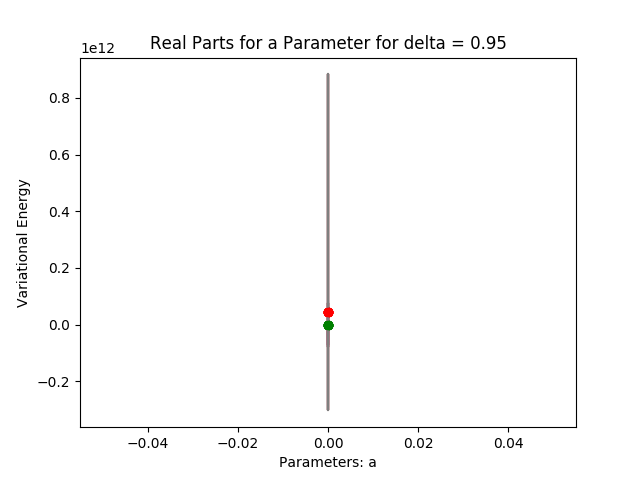 Real Parts for a Parameter for delta = 0.95
1e12
0.8
0.6
0.4
0.2
0.0
−0.2
Variational Energy
−0.04
−0.02
0.00
0.02
0.04
Parameters: a